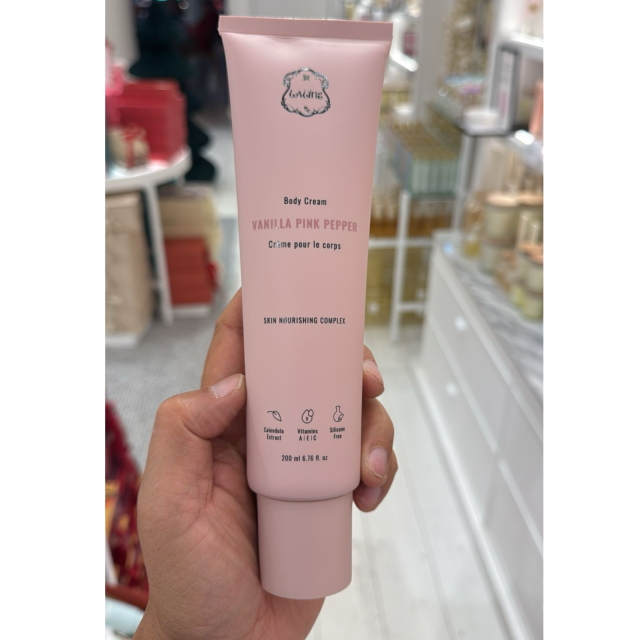 Body Cream
VANILLA PINK PEPPER
Crème pour le corps
SKIN NOURISHING COMPLEX
Calendula
Extract
Vitamins
A | E | C
Silicone
Free
200 ml 6.76 fl. oz